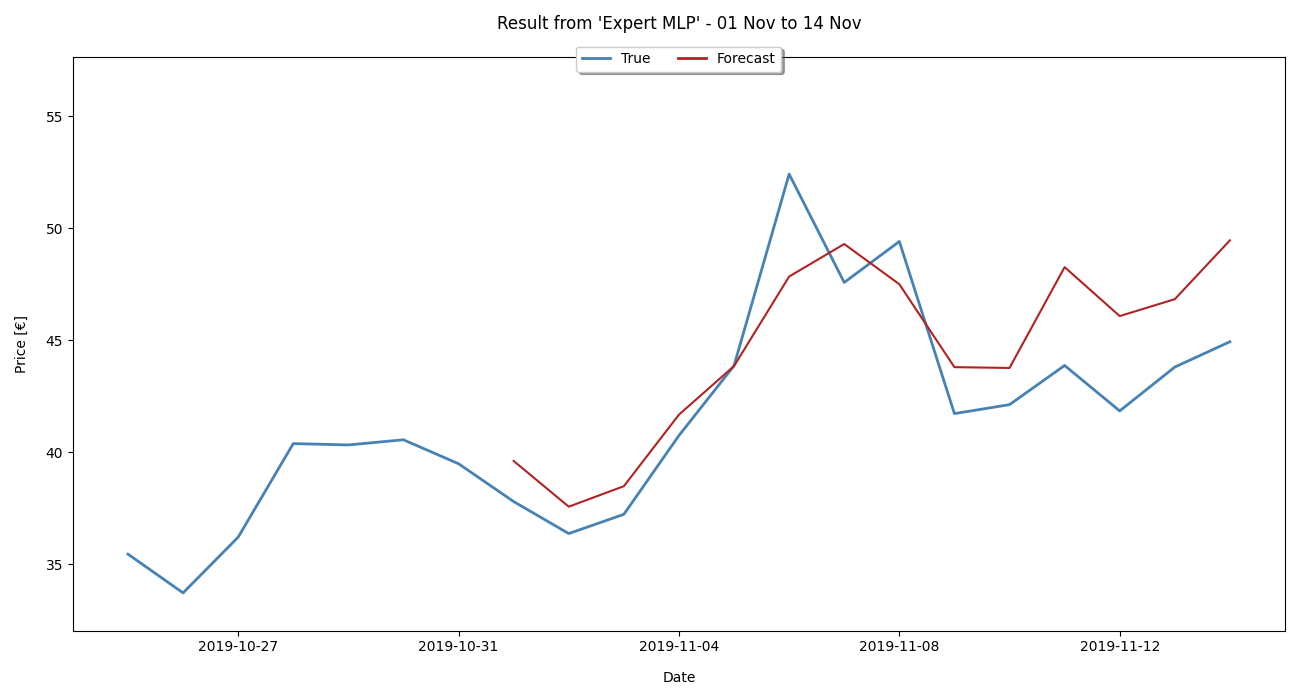 Result from 'Expert MLP' - 01 Nov to 14 Nov
True Forecast
55
50
45
40
35
Price [€]
2019-10-27 2019-10-31 2019-11-04 2019-11-08 2019-11-12
Date